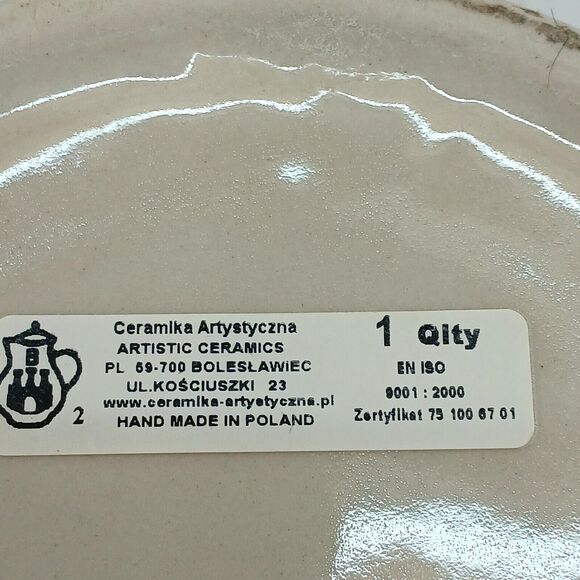 B
2
Ceramika Artystyczna
ARTISTIC CERAMICS
PL 59-700 BOLESŁAWIEC
UL.KOŚCIUSZKI 23
www.ceramika-artystyczna.pl
HAND MADE IN POLAND
1 Qlty
EN ISO
9001 : 2000
Zertyfikat 75 100 67 01